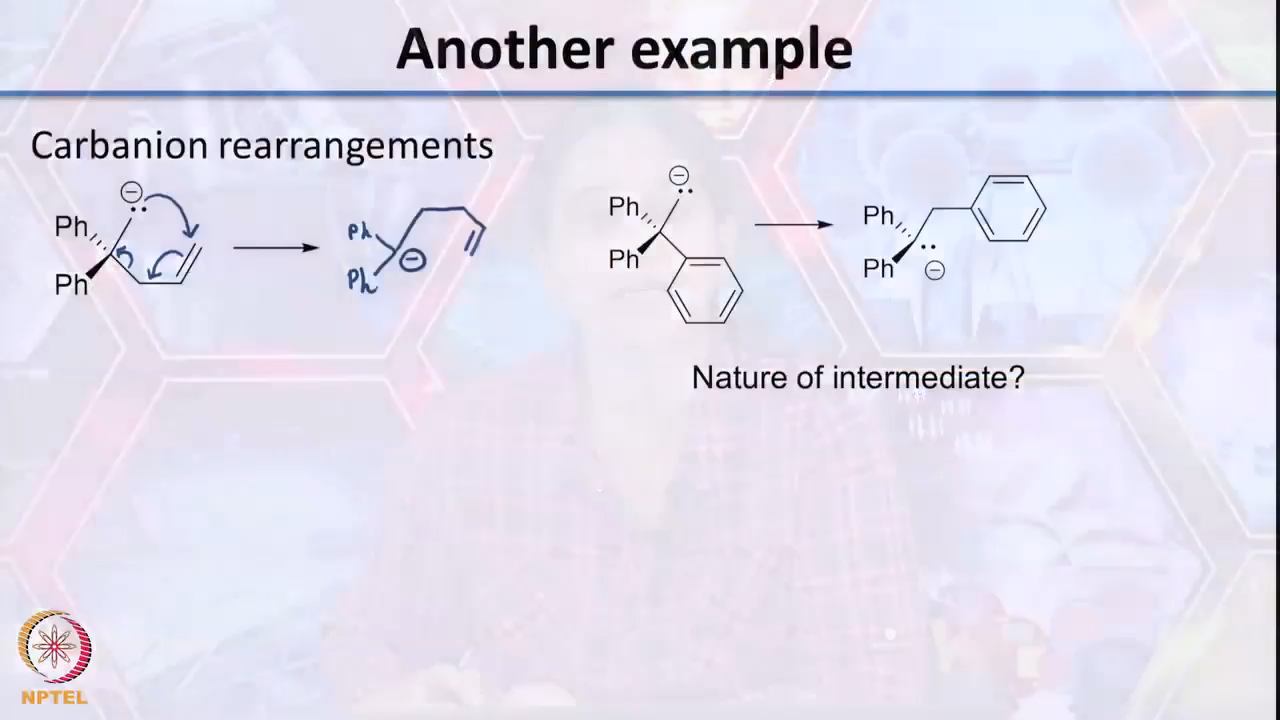 Another example
Carbanion rearrangements
Ph
Ph
Ph
Ph
Ph
Ph
Ph
Ph
Nature of intermediate?
NPTEL